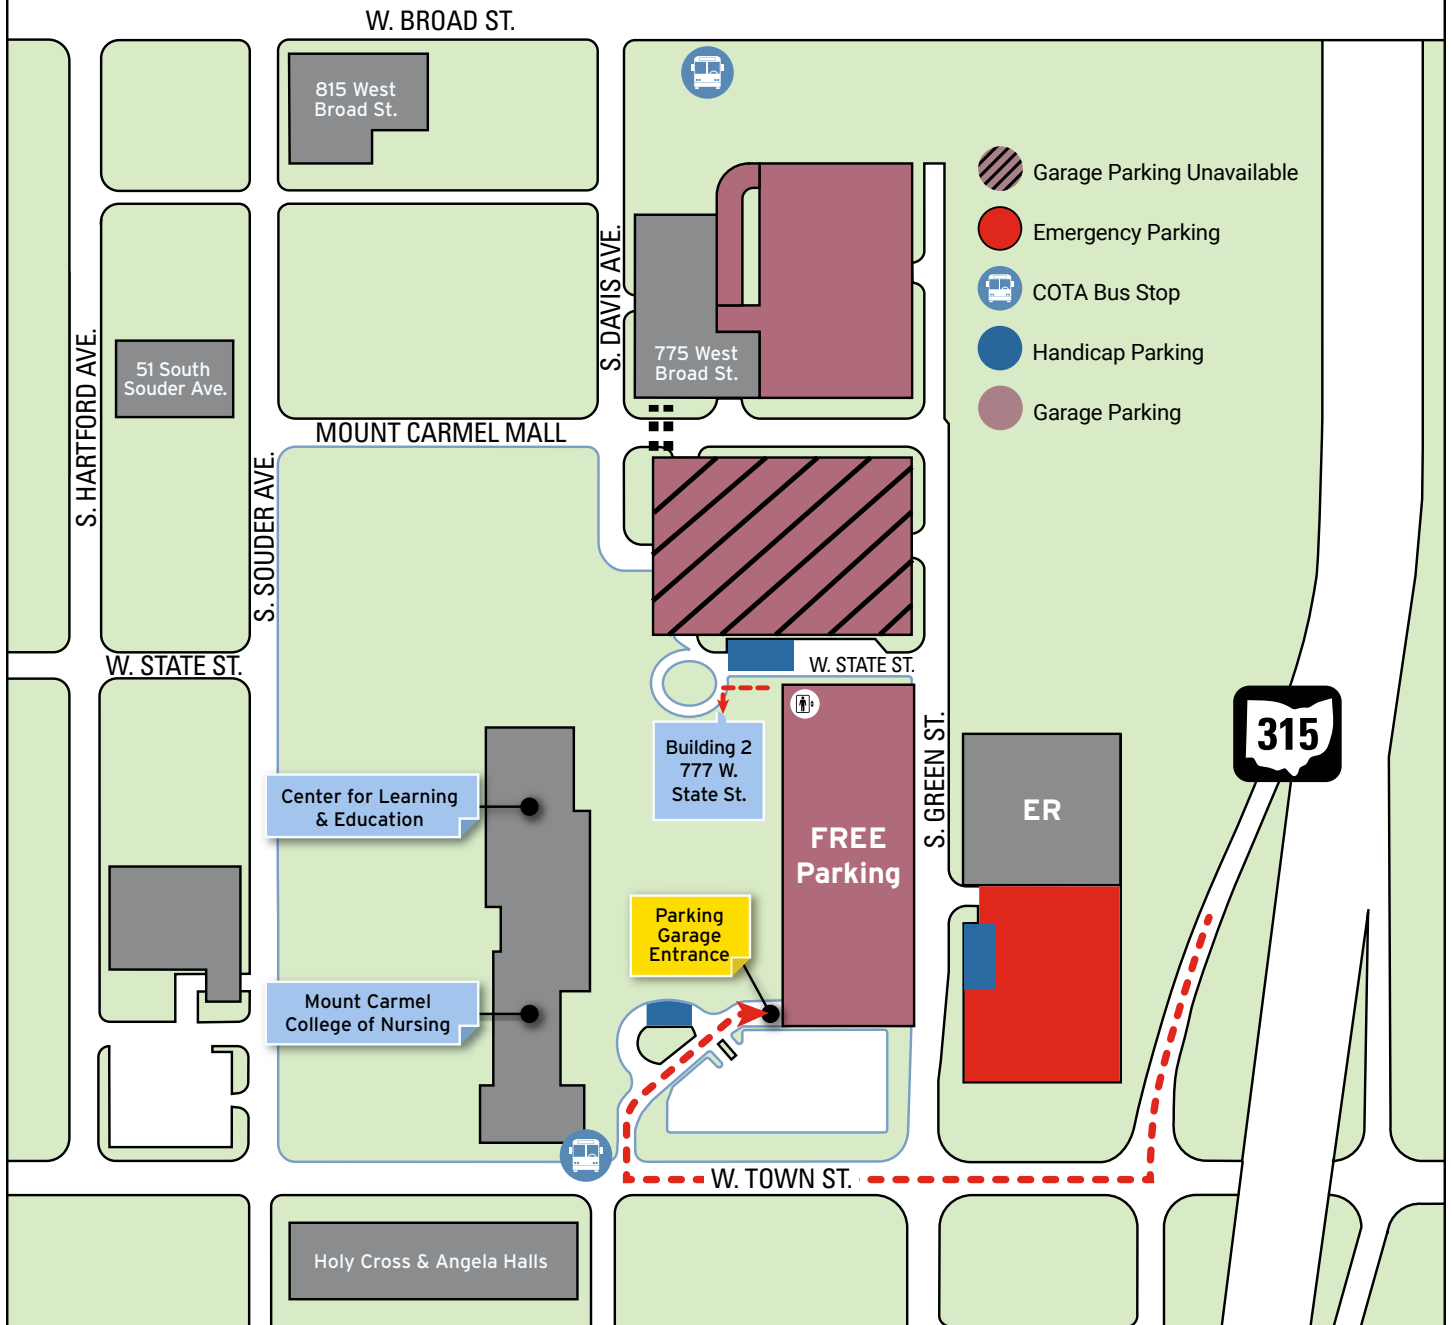 W. BROAD ST.
815 West
Broad St.
Garage Parking Unavailable
Emergency Parking
COTA Bus Stop
Handicap Parking
Garage Parking
S. DAVIS AVE.
775 West
Broad St.
S. HARTFORD AVE.
51 South
Souder Ave.
MOUNT CARMEL MALL
S. SOUDER AVE.
W. STATE ST.
W. STATE ST.
315
Building 2
777 W.
State St.
S. GREEN ST.
ER
Center for Learning
& Education
FREE
Parking
Parking
Garage
Entrance
Mount Carmel
College of Nursing
W. TOWN ST.
Holy Cross & Angela Halls